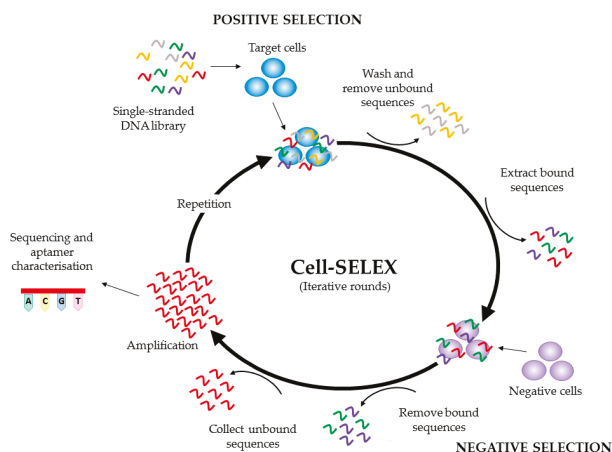 POSITIVE SELECTION
Target cells
Single-stranded
DNA library
Wash and
remove unbound
sequences
Extract bound
sequences
Repetition
Sequencing and
aptamer
characterisation
A C G T
Cell-SELEX
(Iterative rounds)
Amplification
Negative cells
Collect unbound
sequences
Remove bound
sequences
NEGATIVE SELECTION